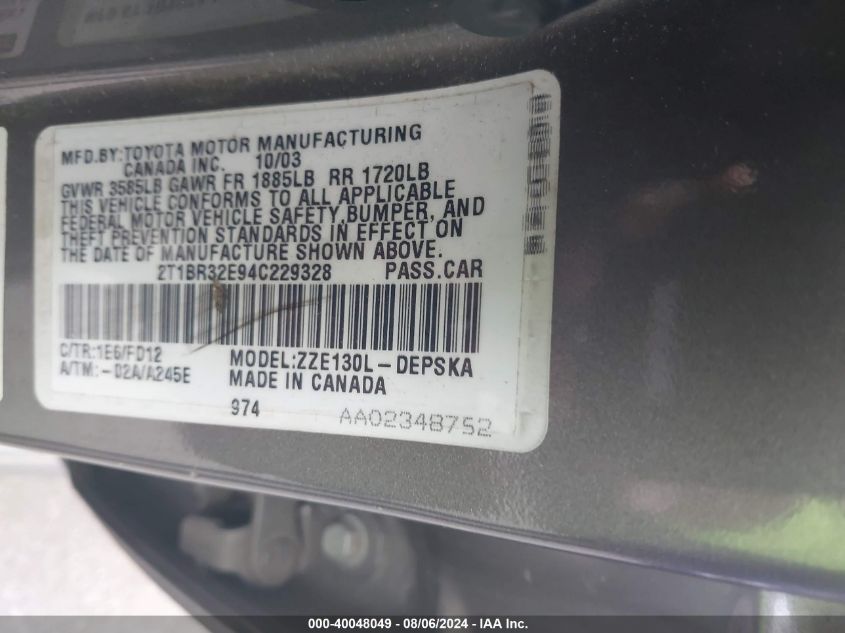 MFD.BY:TOYOTA MOTOR MANUFACTURING
CANADA INC. 10/03
GVWR 3585LB GAWR FR 1885LB RR 1720LB
THIS VEHICLE CONFORMS TO ALL APPLICABLE
FEDERAL MOTOR VEHICLE SAFETY,BUMPER, AND
THEFT PREVENTION STANDARDS IN EFFECT ON
THE DATE OF MANUFACTURE SHOWN ABOVE.
2T1BR32E94C229328 PASS.CAR
C/TR:1E6/FD12
A/TM:-02A/A245E
MODEL:ZZE130L-DEPSKA
MADE IN CANADA
974
AA02348752
000-40048049 - 08/06/2024 - IAA Inc.